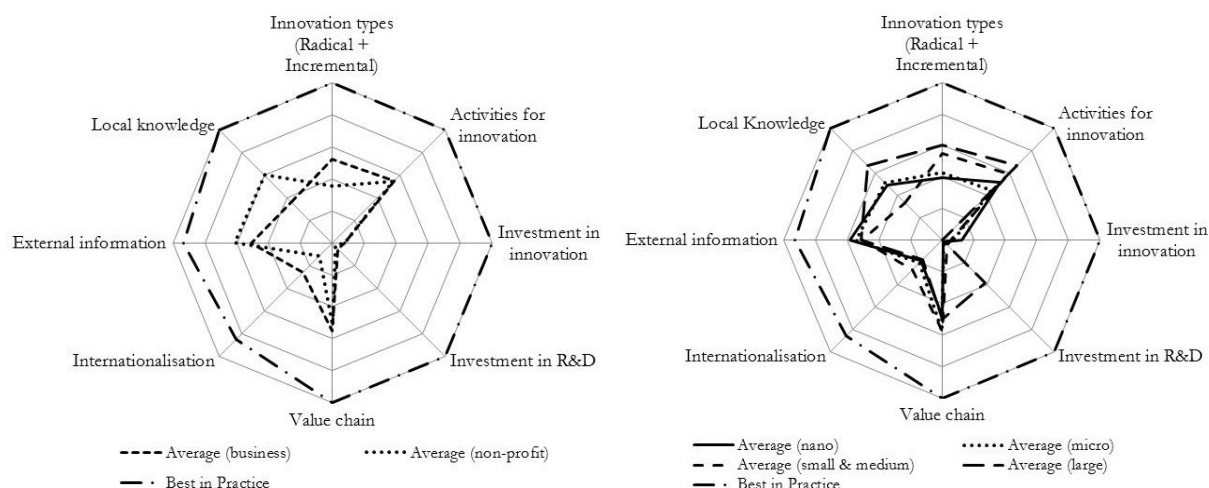 Innovation types
(Radical +
Incremental)
Activities for
innovation
Investment in
innovation
Investment in R&D
Value chain
Internationalisation
External information
Local knowledge
Average (business)
Average (non-profit)
Best in Practice
Innovation types
(Radical +
Incremental)
Activities for
innovation
Investment in
innovation
Investment in R&D
Value chain
Internationalisation
External information
Local Knowledge
Average (nano)
Average (micro)
Average (small & medium)
Average (large)
Best in Practice